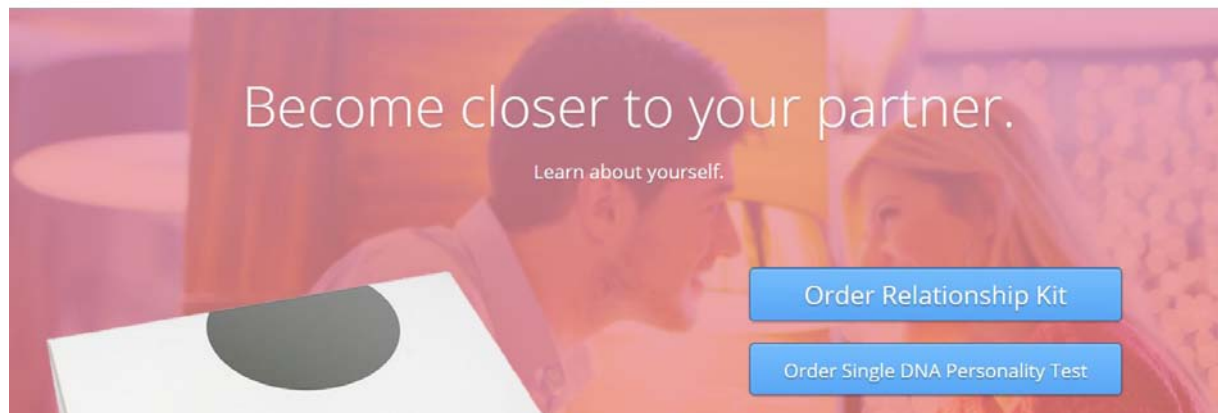 Become closer to your partner.
Learn about yourself.
Order Relationship Kit
Order Single DNA Personality Test